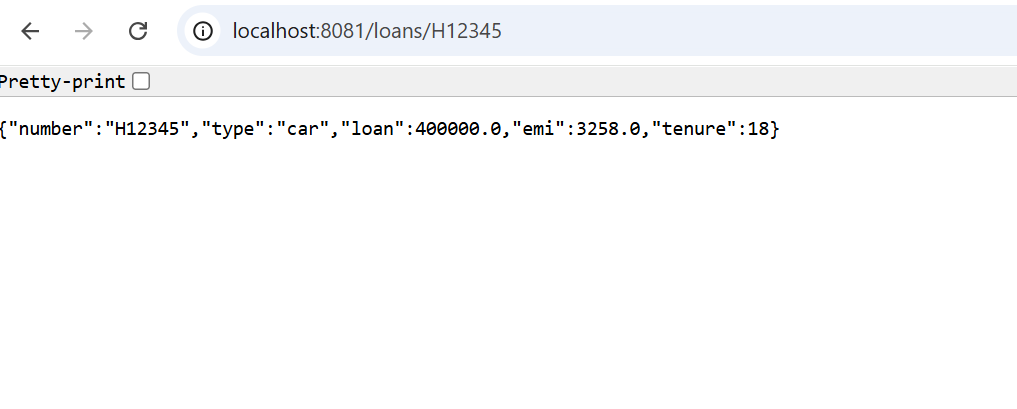 localhost:8081/loans/H12345
Pretty-print
{"number":"H12345","type":"car","loan":400000.0,"emi":3258.0,"tenure":18}